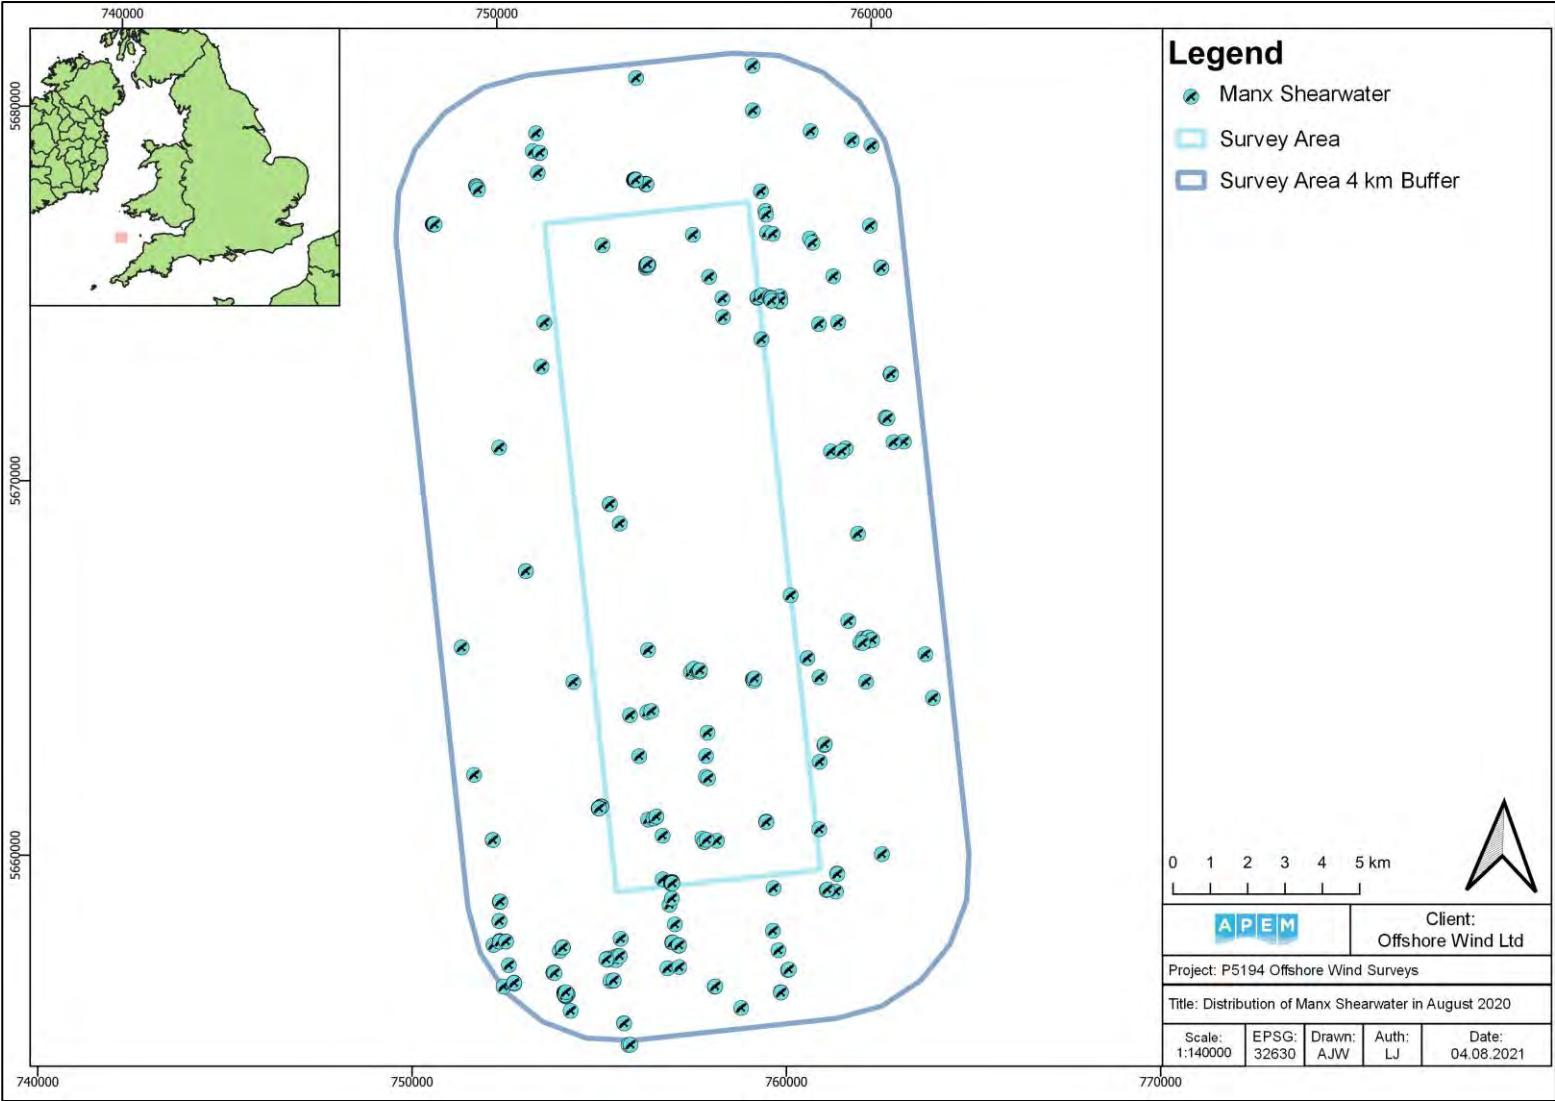 740000 750000 760000
5680000
5670000
5660000
740000 750000 760000 770000
Legend
Manx Shearwater
Survey Area
Survey Area 4 km Buffer
0 1 2 3 4 5 km
APEM
Client:
Offshore Wind Ltd
Project: P5194 Offshore Wind Surveys
Title: Distribution of Manx Shearwater in August 2020
Scale:
1:140000
EPSG:
32630
Drawn:
AJW
Auth:
LJ
Date:
04.08.2021